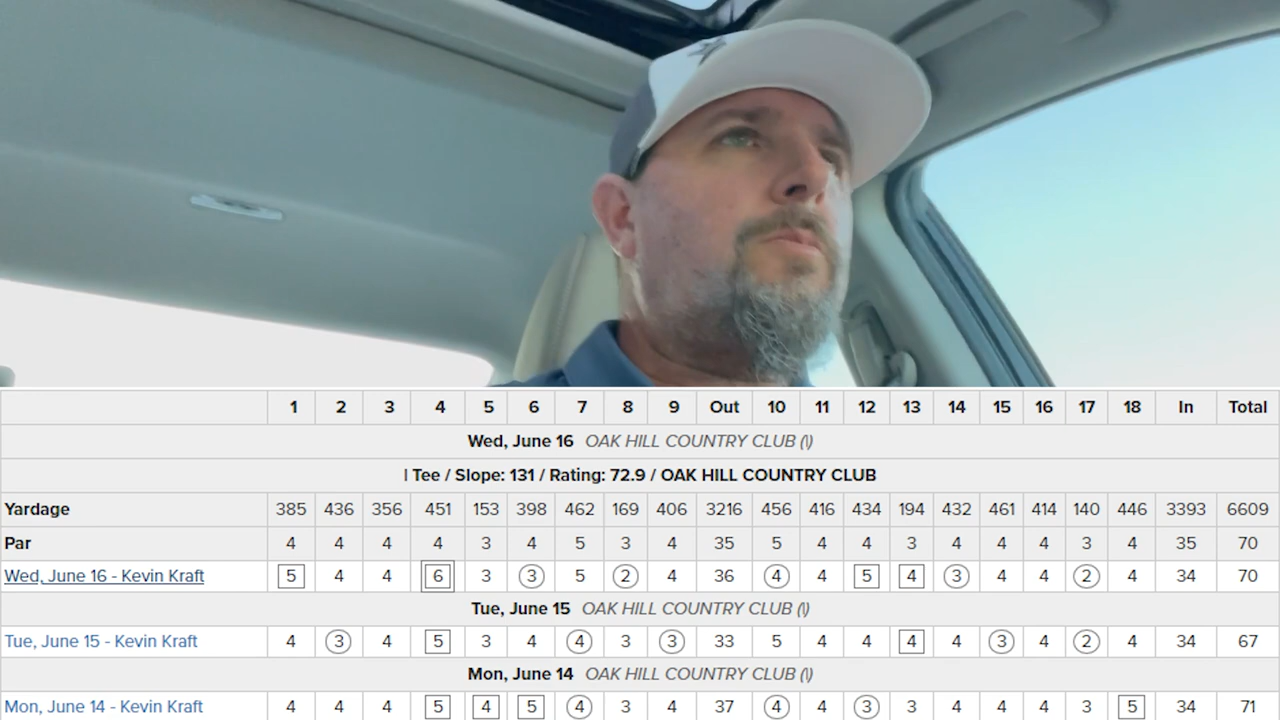 1 2 3 4 5 6 7 8 9 Out 10 11 12 13 14 15 16 17 18 In Total
Wed, June 16 OAK HILL COUNTRY CLUB (\)
| Tee / Slope: 131 / Rating: 72.9 / OAK HILL COUNTRY CLUB
Yardage 385 436 356 451 153 398 462 169 406 3216 456 416 434 194 432 461 414 140 446 3393 6609
Par 4 4 4 4 3 4 5 3 4 35 5 4 4 3 4 4 4 3 4 35 70
Wed, June 16 - Kevin Kraft 5 4 4 6 3 3 5 2 4 36 4 4 5 4 3 4 4 2 4 34 70
Tue, June 15 OAK HILL COUNTRY CLUB (\)
Tue, June 15 - Kevin Kraft 4 3 4 5 3 4 4 3 3 33 5 4 4 4 4 3 4 2 4 34 67
Mon, June 14 OAK HILL COUNTRY CLUB (\)
Mon, June 14 - Kevin Kraft 4 4 4 5 4 5 4 3 4 37 4 4 3 3 4 4 4 3 5 34 71